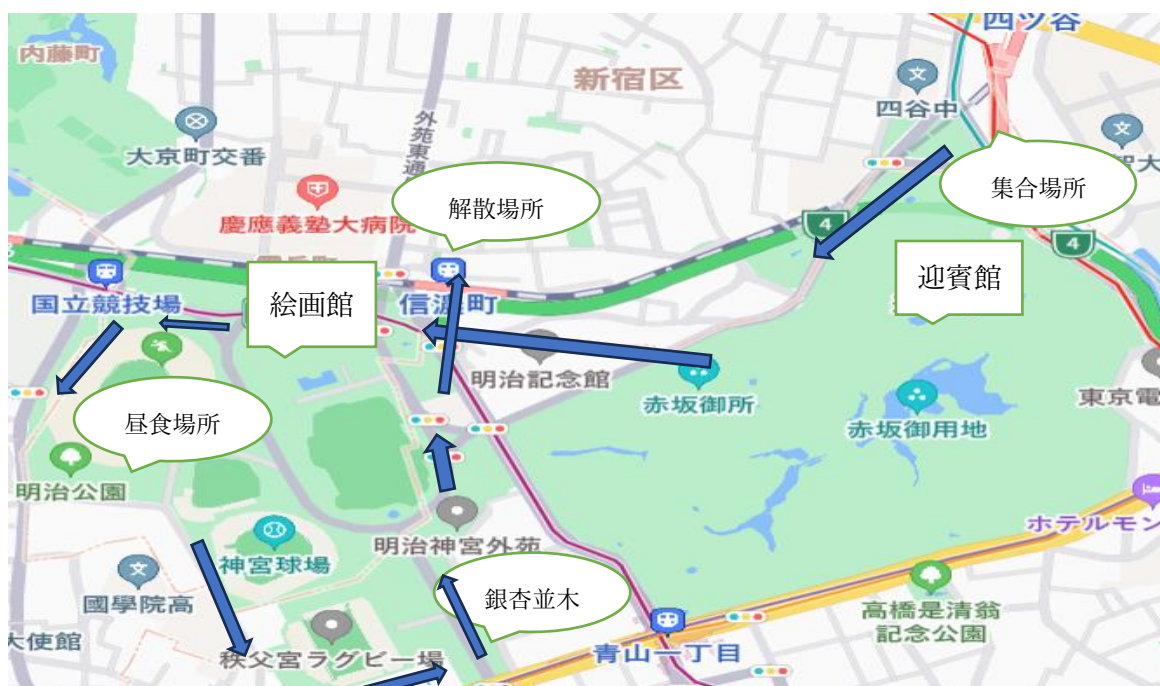 四ツ谷
内藤町
新宿区
四谷中
外苑東通
大京町交番
智大
集合場所
解散場所
慶應義塾大病院
4
4
迎賓館
絵画館
国立競技場
信濃町
明治記念館
赤坂御所
東京電
赤坂御用地
昼食場所
明治公園
ホテルモン
明治神宮外苑
神宮球場
國學院高
銀杏並木
高橋是清翁
記念公園
大使館
秩父宮ラグビー場
青山一丁目